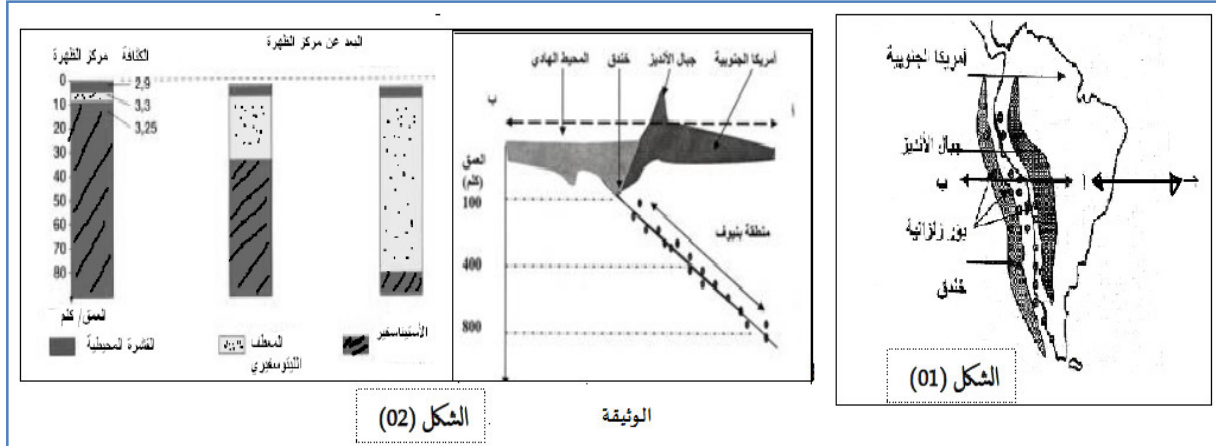 أمريكا الجنوبية
جبال الأنديز
ب
أ
بؤر زلزالية
خندق
الشكل (01)
المحيط الهادي
خندق
جبال الأنديز
أمريكا الجنوبية
ب
أ
العمق
(كلم)
100
400
800
منطقة بنيوف
البعد عن مركز الظهرة
مركز الظهرة
الكثافة
0
10
20
30
40
50
60
70
80
2,9
3,3
3,25
العمق/ كلم
القشرة المحيطية
المعطف
الليتوسفيري
الأستيناسفير
الوثيقة
الشكل (02)